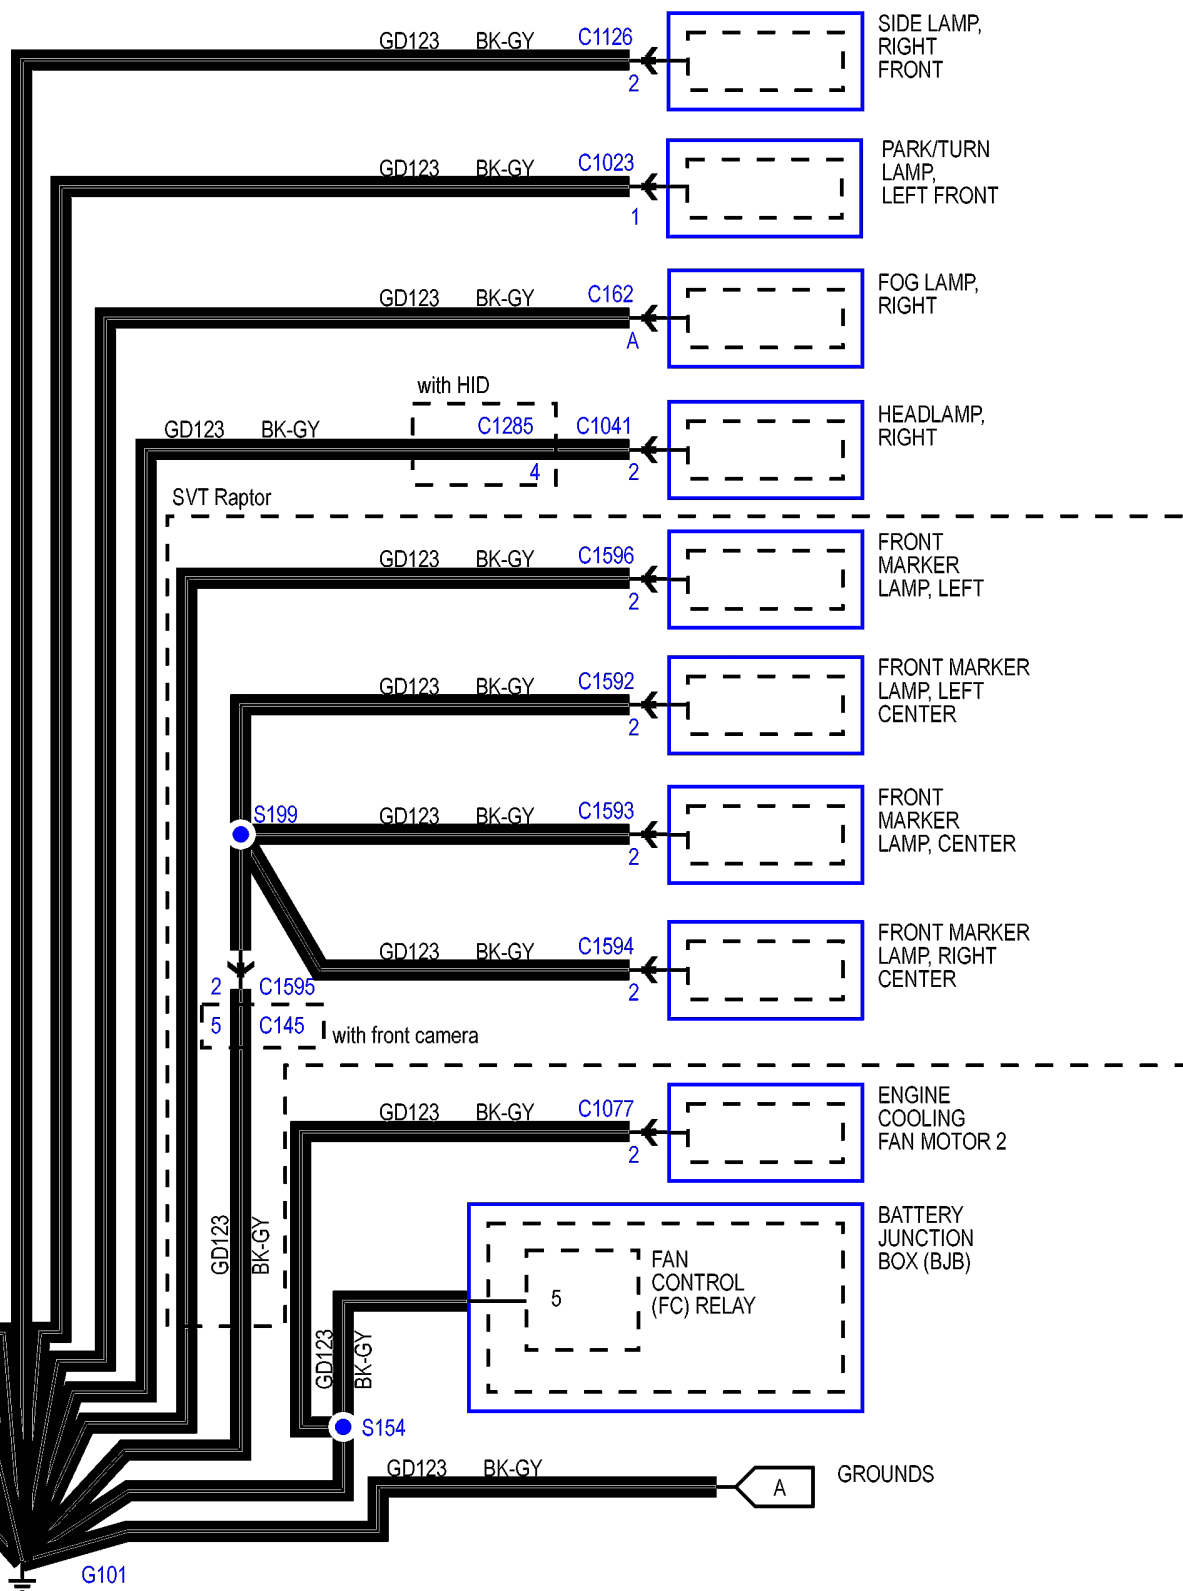 GD123 BK-GY C1126
2
SIDE LAMP,
RIGHT
FRONT
GD123 BK-GY C1023
1
PARK/TURN
LAMP,
LEFT FRONT
GD123 BK-GY C162
A
FOG LAMP,
RIGHT
with HID
GD123 BK-GY C1285 C1041
4 2
HEADLAMP,
RIGHT
SVT Raptor
GD123 BK-GY C1596
2
FRONT
MARKER
LAMP, LEFT
GD123 BK-GY C1592
2
FRONT MARKER
LAMP, LEFT
CENTER
S199
GD123 BK-GY C1593
2
FRONT
MARKER
LAMP, CENTER
GD123 BK-GY C1594
2
FRONT MARKER
LAMP, RIGHT
CENTER
2 C1595
5 C145
with front camera
GD123 BK-GY C1077
2
ENGINE
COOLING
FAN MOTOR 2
GD123 BK-GY
BATTERY
JUNCTION
BOX (BJB)
5
FAN
CONTROL
(FC) RELAY
GD123 BK-GY
S154
GD123 BK-GY
A
GROUNDS
G101